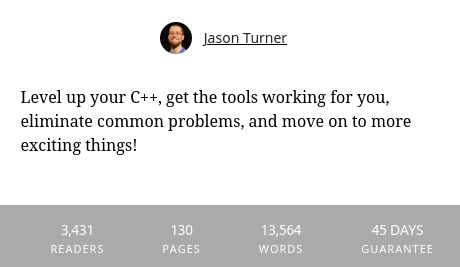 Jason Turner
Level up your C++, get the tools working for you,
eliminate common problems, and move on to more
exciting things!
3,431 130 13,564 45 DAYS
READERS PAGES WORDS GUARANTEE